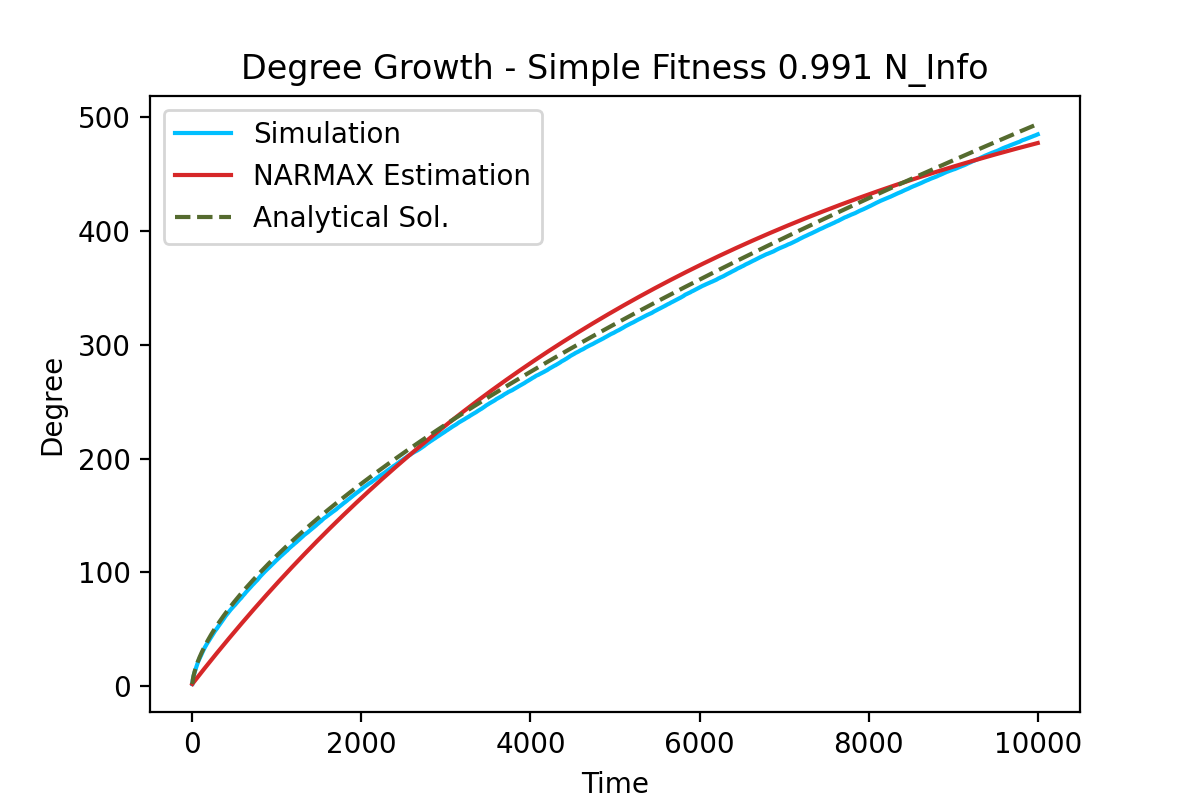 Degree Growth - Simple Fitness 0.991 N_Info
Simulation
NARMAX Estimation
Analytical Sol.
500
400
300
200
100
0
Degree
0 2000 4000 6000 8000 10000
Time